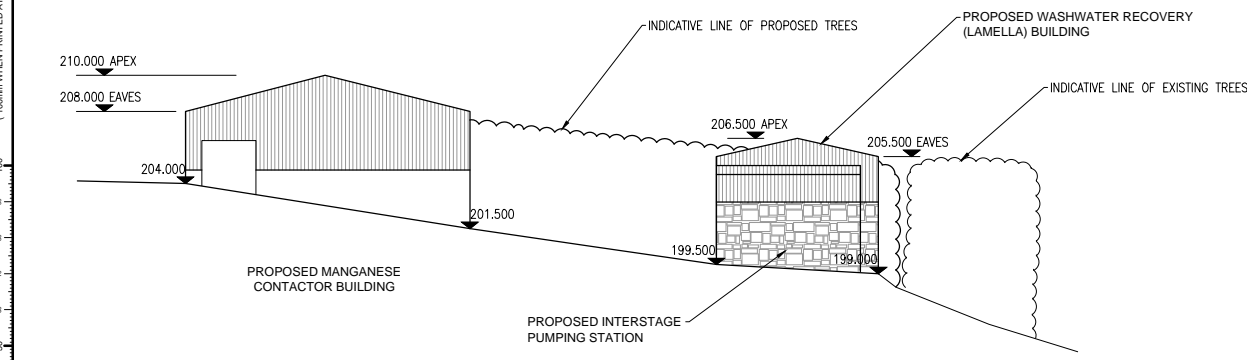 INDICATIVE LINE OF PROPOSED TREES
PROPOSED WASHWATER RECOVERY
(LAMELLA) BUILDING
210.000 APEX
208.000 EAVES
INDICATIVE LINE OF EXISTING TREES
206.500 APEX
205.500 EAVES
204.000
201.500
199.500
199.000
PROPOSED MANGANESE
CONTACTOR BUILDING
PROPOSED INTERSTAGE
PUMPING STATION